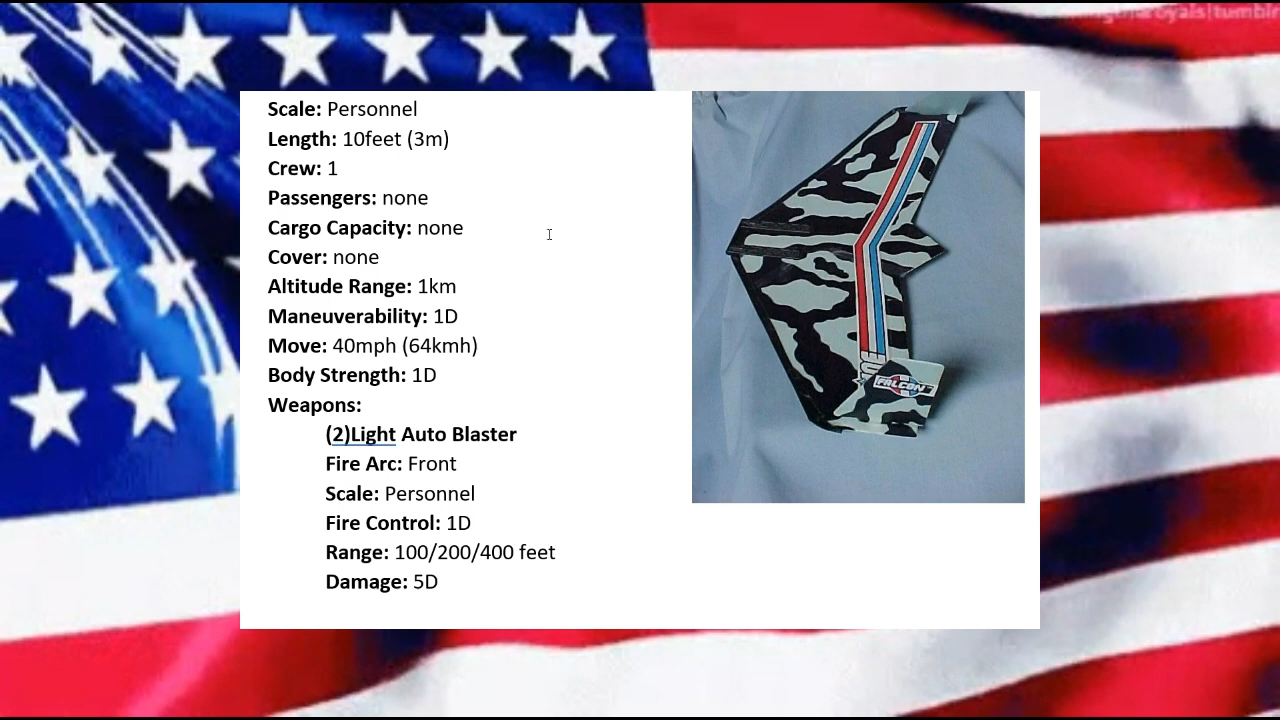 Scale: Personnel
Length: 10feet (3m)
Crew: 1
Passengers: none
Cargo Capacity: none
Cover: none
Altitude Range: 1km
Maneuverability: 1D
Move: 40mph (64kmh)
Body Strength: 1D
Weapons:
(2)Light Auto Blaster
Fire Arc: Front
Scale: Personnel
Fire Control: 1D
Range: 100/200/400 feet
Damage: 5D
FALCON